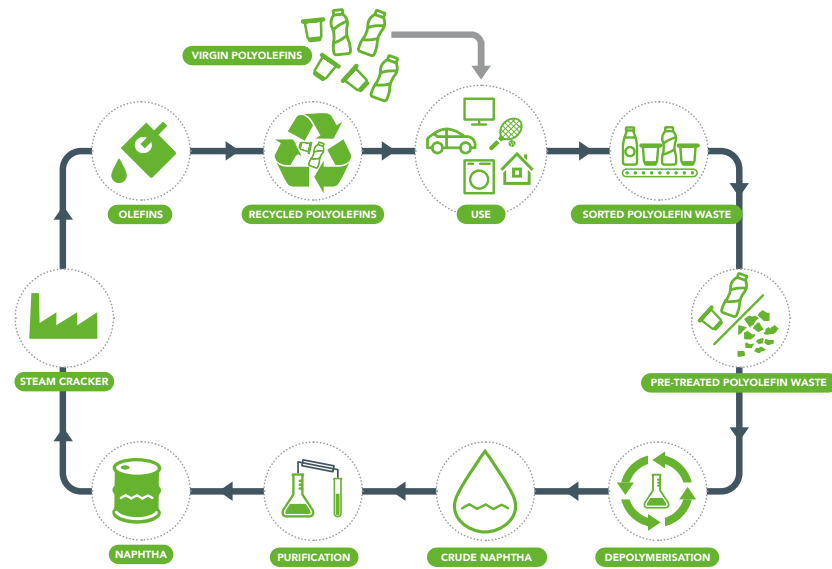 VIRGIN POLYOLEFINS
OLEFINS
RECYCLED POLYOLEFINS
USE
SORTED POLYOLEFIN WASTE
STEAM CRACKER
PRE-TREATED POLYOLEFIN WASTE
NAPHTHA
PURIFICATION
CRUDE NAPHTHA
DEPOLYMERISATION